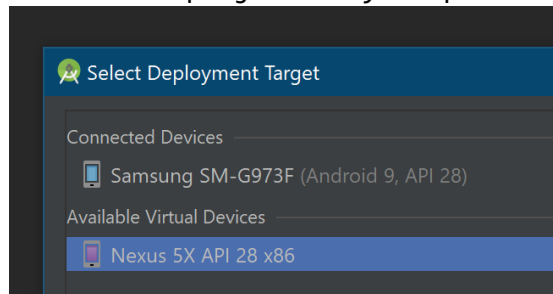 Select Deployment Target
Connected Devices
Samsung SM-G973F (Android 9, API 28)
Available Virtual Devices
Nexus 5X API 28 x86